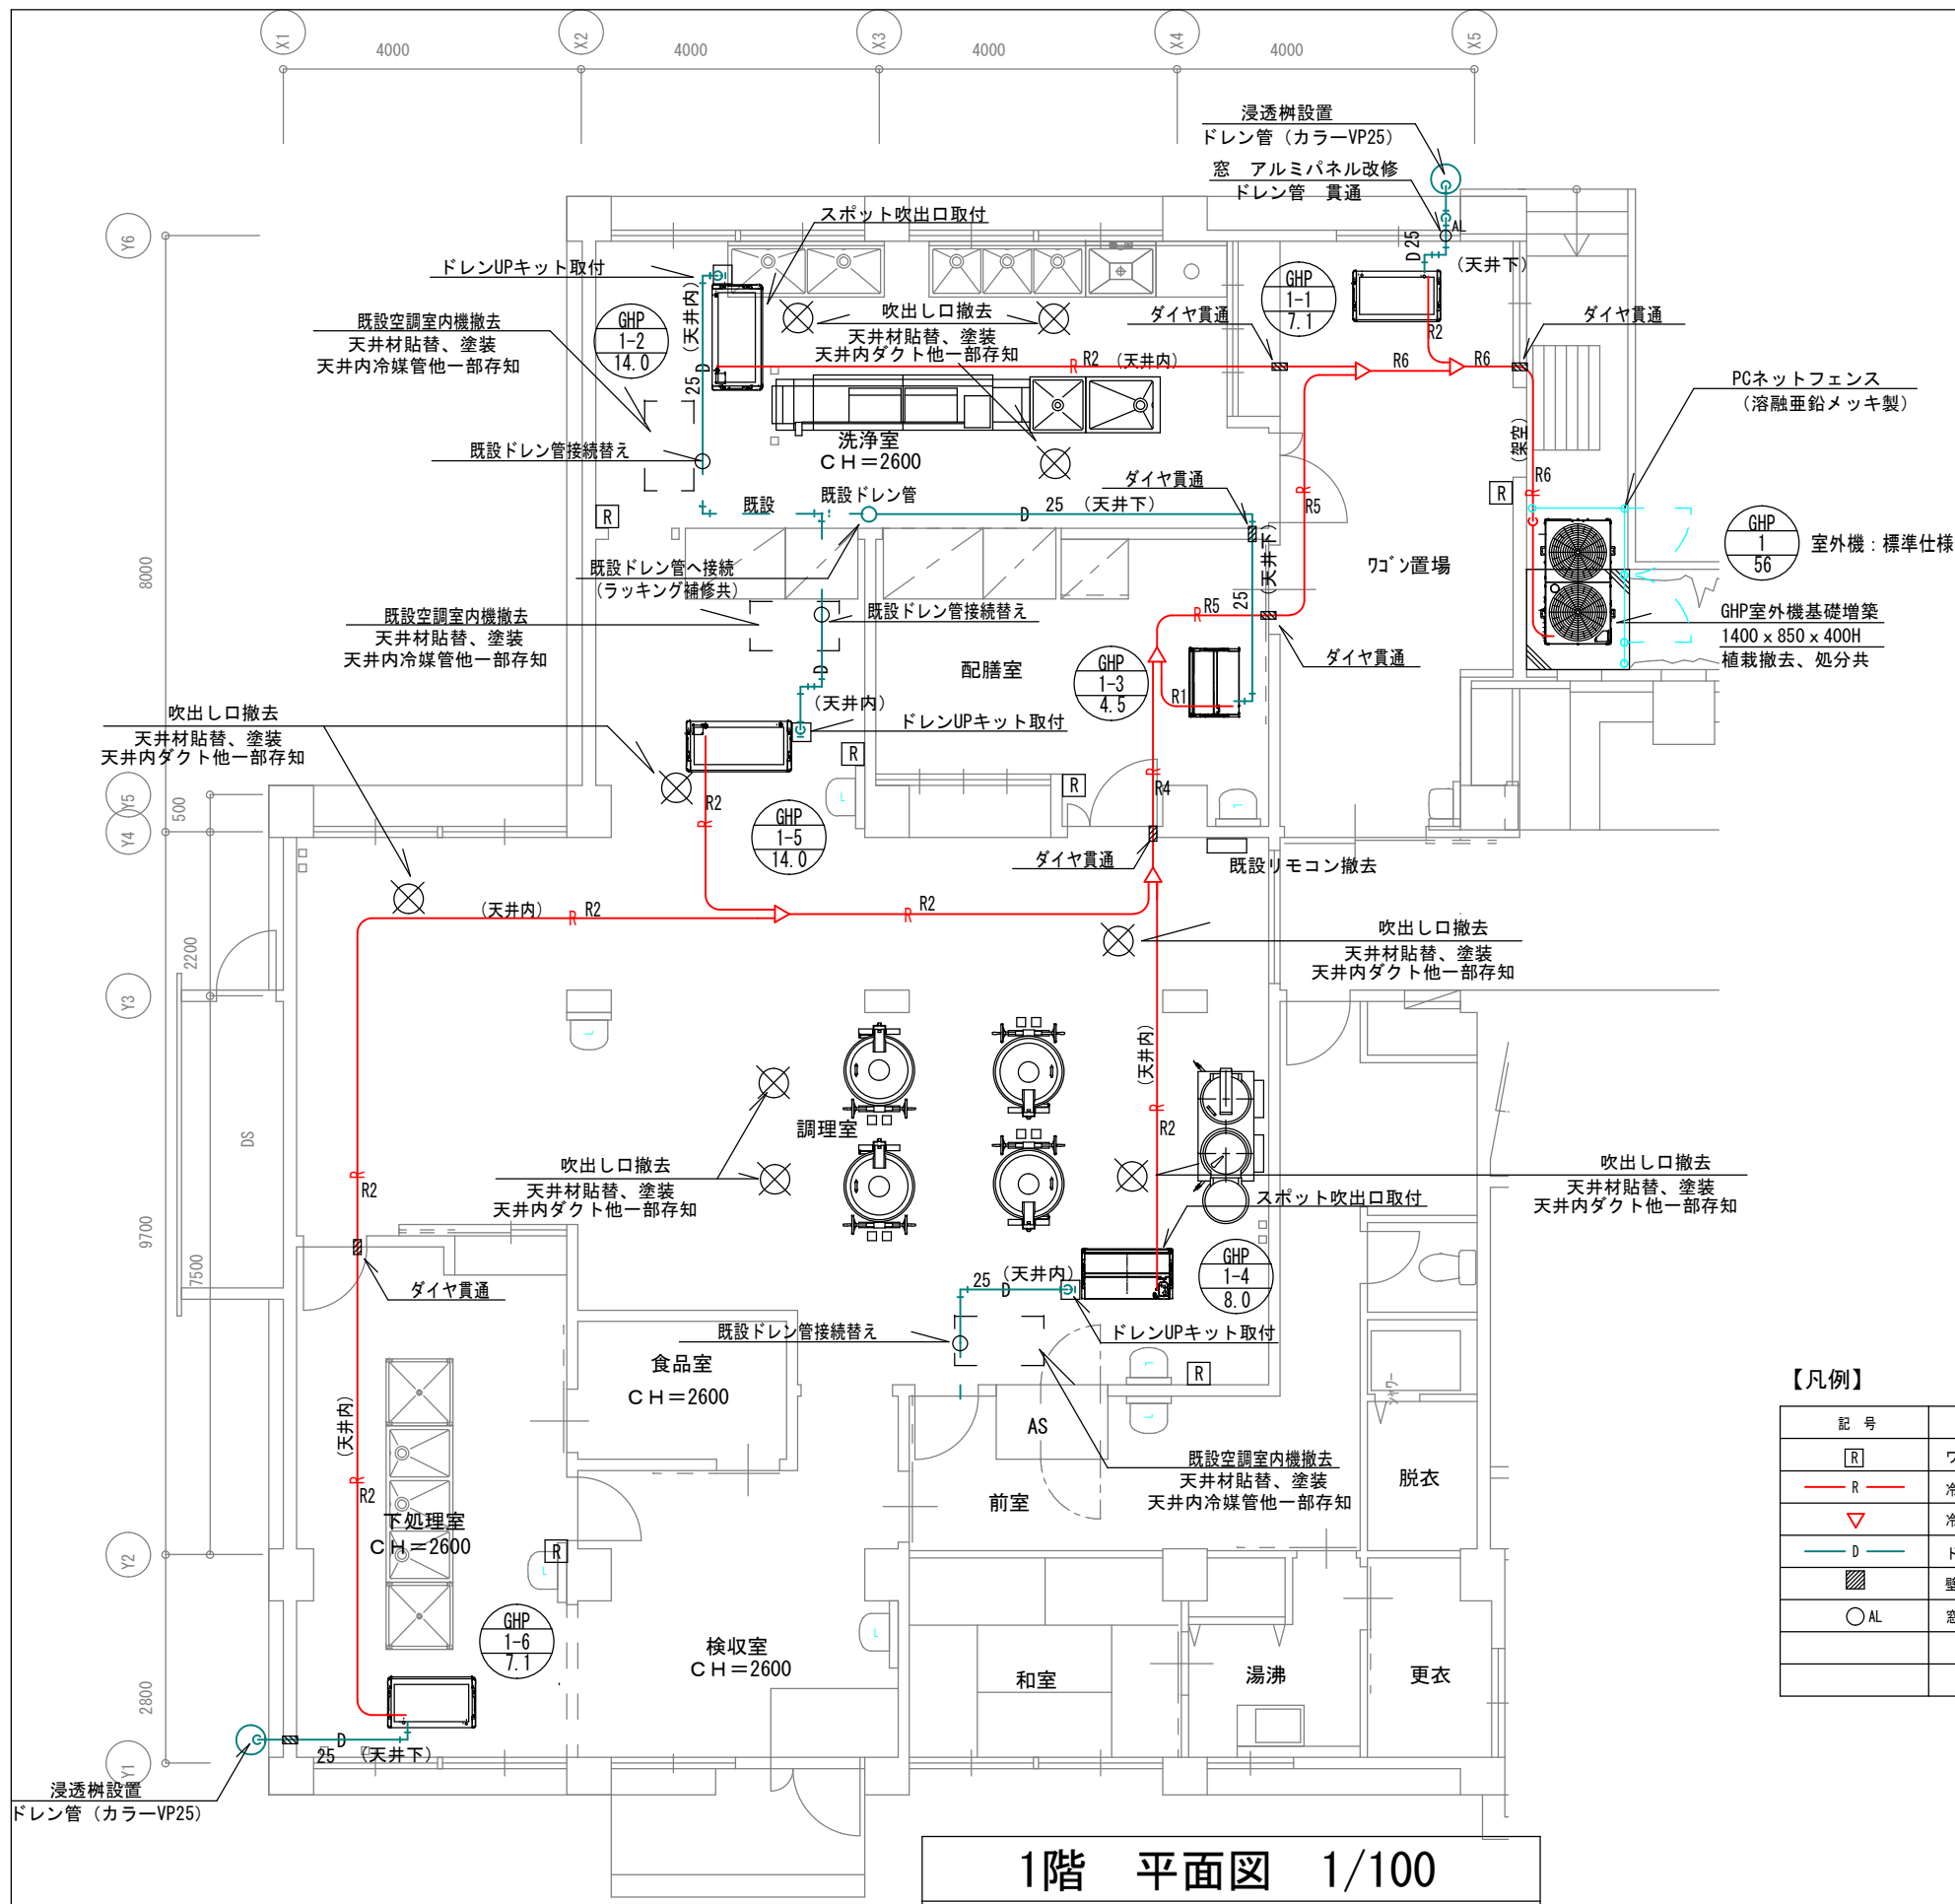 X1
4000
X2
4000
X3
4000
X4
4000
X5
浸透桝設置
ドレン管（カラーVP25）
窓　アルミパネル改修
ドレン管　貫通
AL
D
25
（天井下）
Y6
スポット吹出口取付
ドレンUPキット取付
（天井内）
既設空調室内機撤去
天井材貼替、塗装
天井内冷媒管他一部存知
GHP
1-2
14.0
D
25
吹出し口撤去
天井材貼替、塗装
天井内ダクト他一部存知
R
R2
（天井内）
ダイヤ貫通
GHP
1-1
7.1
R2
R6
R6
ダイヤ貫通
PCネットフェンス
（溶融亜鉛メッキ製）
（架空）
R6
R
R
既設ドレン管接続替え
洗浄室
ＣＨ＝2600
既設
既設ドレン管
D
25
（天井下）
ダイヤ貫通
R
R5
R
GHP
1
56
室外機：標準仕様
8000
既設ドレン管へ接続
（ラッキング補修共）
（天井下）
25
ﾜｺﾞﾝ置場
既設空調室内機撤去
天井材貼替、塗装
天井内冷媒管他一部存知
既設ドレン管接続替え
R
R5
GHP室外機基礎増築
1400ｘ850ｘ400H
植栽撤去、処分共
D
（天井内）
配膳室
GHP
1-3
4.5
R1
ダイヤ貫通
吹出し口撤去
天井材貼替、塗装
天井内ダクト他一部存知
ドレンUPキット取付
R
R
R
R4
Y5
500
Y4
R2
R
GHP
1-5
14.0
L
L
ダイヤ貫通
既設リモコン撤去
（天井内）
R
R2
R
R2
吹出し口撤去
天井材貼替、塗装
天井内ダクト他一部存知
2200
Y3
L
（天井内）
R
R2
DS
調理室
R
R2
吹出し口撤去
天井材貼替、塗装
天井内ダクト他一部存知
吹出し口撤去
天井材貼替、塗装
天井内ダクト他一部存知
スポット吹出口取付
9700
7500
GHP
1-4
8.0
ダイヤ貫通
25
（天井内）
D
既設ドレン管接続替え
ドレンUPキット取付
食品室
ＣＨ＝2600
L
R
L
シャワー
（天井内）
R
R2
AS
既設空調室内機撤去
天井材貼替、塗装
天井内冷媒管他一部存知
前室
脱衣
【凡例】
記　号
R
R
D
AL
下処理室
ＣＨ＝2600
R
L
Y2
GHP
1-6
7.1
検収室
ＣＨ＝2600
L
和室
湯沸
更衣
2800
Y1
D
25
（天井下）
浸透桝設置
ドレン管（カラーVP25）
1階　平面図　1/100